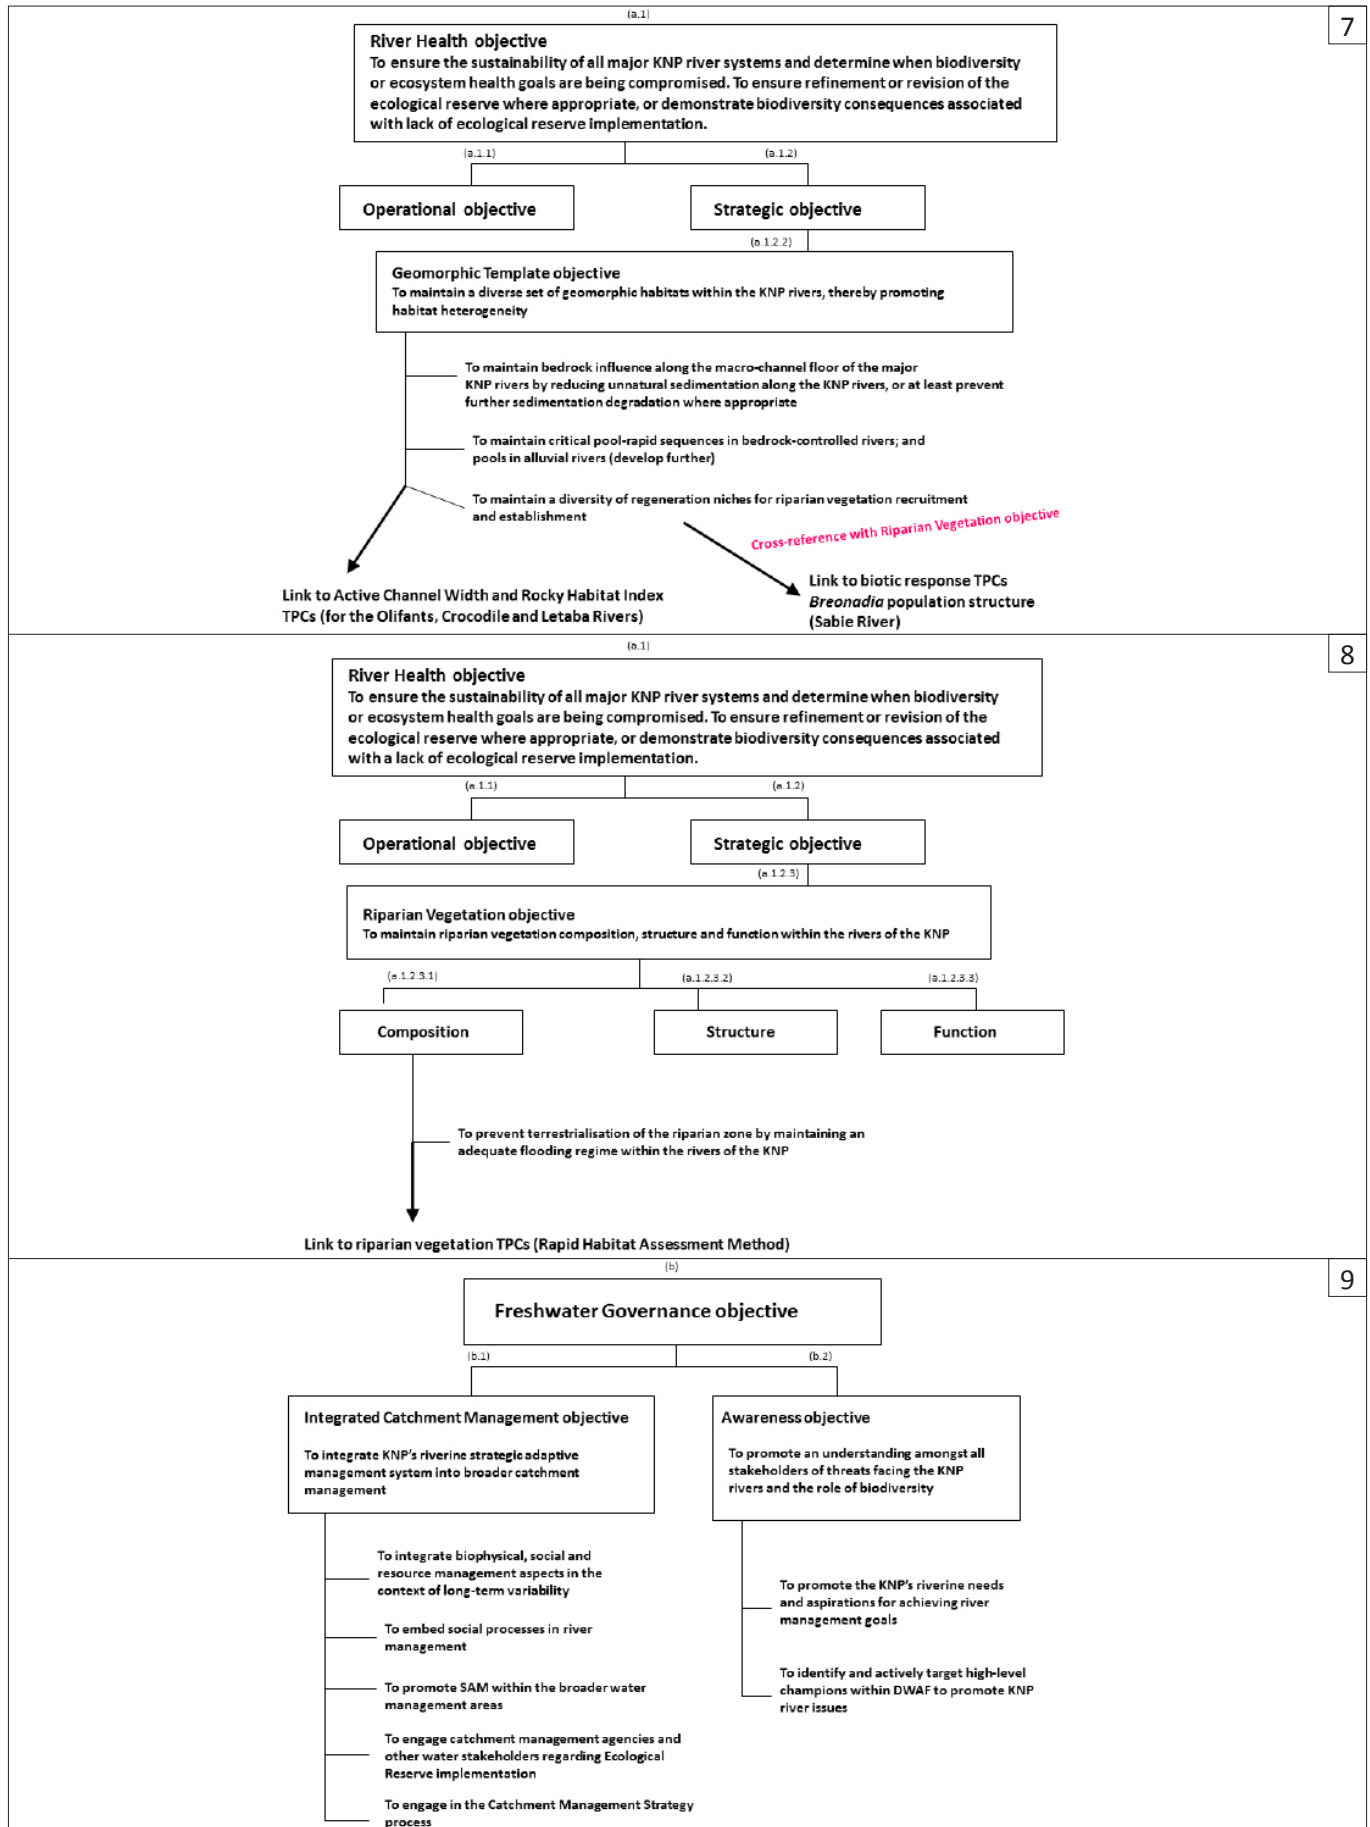 (a.1)
7
River Health objective
To ensure the sustainability of all major KNP river systems and determine when biodiversity
or ecosystem health goals are being compromised. To ensure refinement or revision of the
ecological reserve where appropriate, or demonstrate biodiversity consequences associated
with lack of ecological reserve implementation.
(a.1.1)
(a.1.2)
Operational objective
Strategic objective
(a.1.2.2)
Geomorphic Template objective
To maintain a diverse set of geomorphic habitats within the KNP rivers, thereby promoting
habitat heterogeneity
To maintain bedrock influence along the macro-channel floor of the major
KNP rivers by reducing unnatural sedimentation along the KNP rivers, or at least prevent
further sedimentation degradation where appropriate
To maintain critical pool-rapid sequences in bedrock-controlled rivers; and
pools in alluvial rivers (develop further)
To maintain a diversity of regeneration niches for riparian vegetation recruitment
and establishment
Cross-reference with Riparian Vegetation objective
Link to Active Channel Width and Rocky Habitat Index
TPCs (for the Olifants, Crocodile and Letaba Rivers)
Link to biotic response TPCs
Breonadia population structure
(Sabie River)
(a.1)
8
River Health objective
To ensure the sustainability of all major KNP river systems and determine when biodiversity
or ecosystem health goals are being compromised. To ensure refinement or revision of the
ecological reserve where appropriate, or demonstrate biodiversity consequences associated
with a lack of ecological reserve implementation.
(a.1.1)
(a.1.2)
Operational objective
Strategic objective
(a.1.2.3)
Riparian Vegetation objective
To maintain riparian vegetation composition, structure and function within the rivers of the KNP
(a.1.2.3.1)
(a.1.2.3.2)
(a.1.2.3.3)
Composition
Structure
Function
To prevent terrestrialisation of the riparian zone by maintaining an
adequate flooding regime within the rivers of the KNP
Link to riparian vegetation TPCs (Rapid Habitat Assessment Method)
(b)
9
Freshwater Governance objective
(b.1)
(b.2)
Integrated Catchment Management objective
To integrate KNP's riverine strategic adaptive
management system into broader catchment
management
Awareness objective
To promote an understanding amongst all
stakeholders of threats facing the KNP
rivers and the role of biodiversity
To integrate biophysical, social and
resource management aspects in the
context of long-term variability
To embed social processes in river
management
To promote SAM within the broader water
management areas
To engage catchment management agencies and
other water stakeholders regarding Ecological
Reserve implementation
To engage in the Catchment Management Strategy
process
To promote the KNP's riverine needs
and aspirations for achieving river
management goals
To identify and actively target high-level
champions within DWAF to promote KNP
river issues